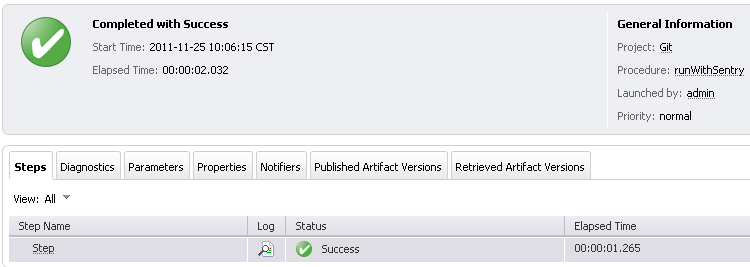 Completed with Success
Start Time: 2011-11-25 10:06:15 CST
Elapsed Time: 00:00:02.032
General Information
Project: Git
Procedure: runWithSentry
Launched by: admin
Priority: normal
Steps Diagnostics Parameters Properties Notifiers Published Artifact Versions Retrieved Artifact Versions
View: All
Step Name Log Status Elapsed Time
Step Success 00:00:01.265